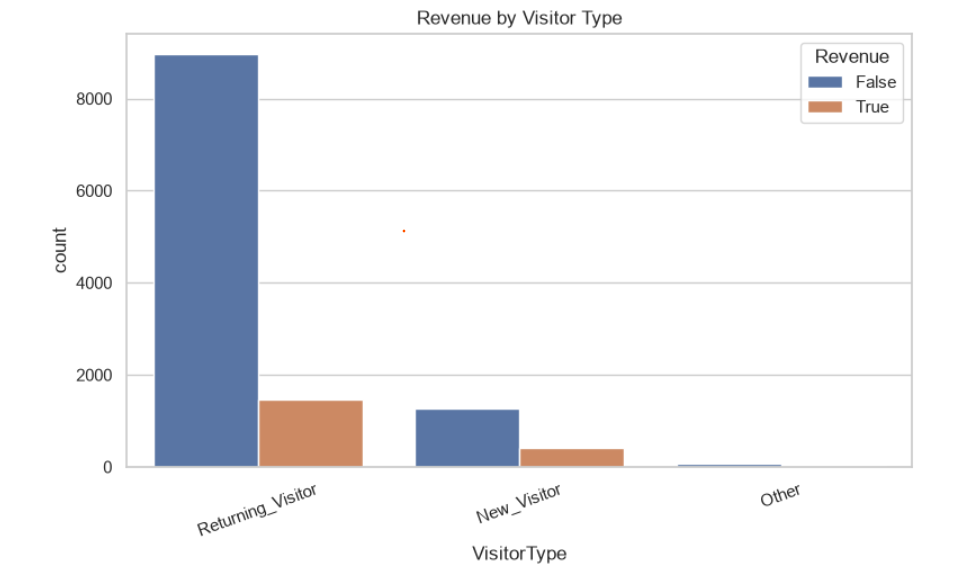 Revenue by Visitor Type
Revenue
False
True
8000
6000
4000
2000
0
count
Returning_Visitor
New_Visitor
Other
VisitorType